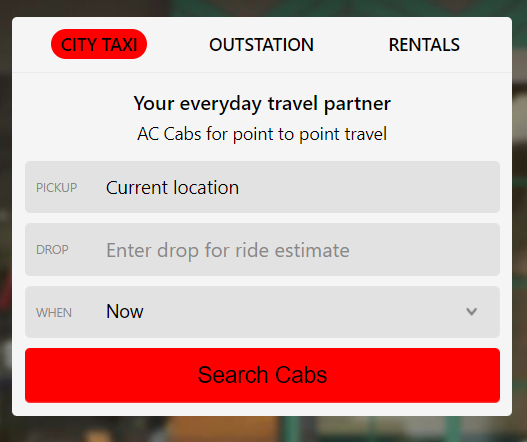 CITY TAXI OUTSTATION RENTALS
Your everyday travel partner
AC Cabs for point to point travel
PICKUP Current location
DROP Enter drop for ride estimate
WHEN Now
Search Cabs